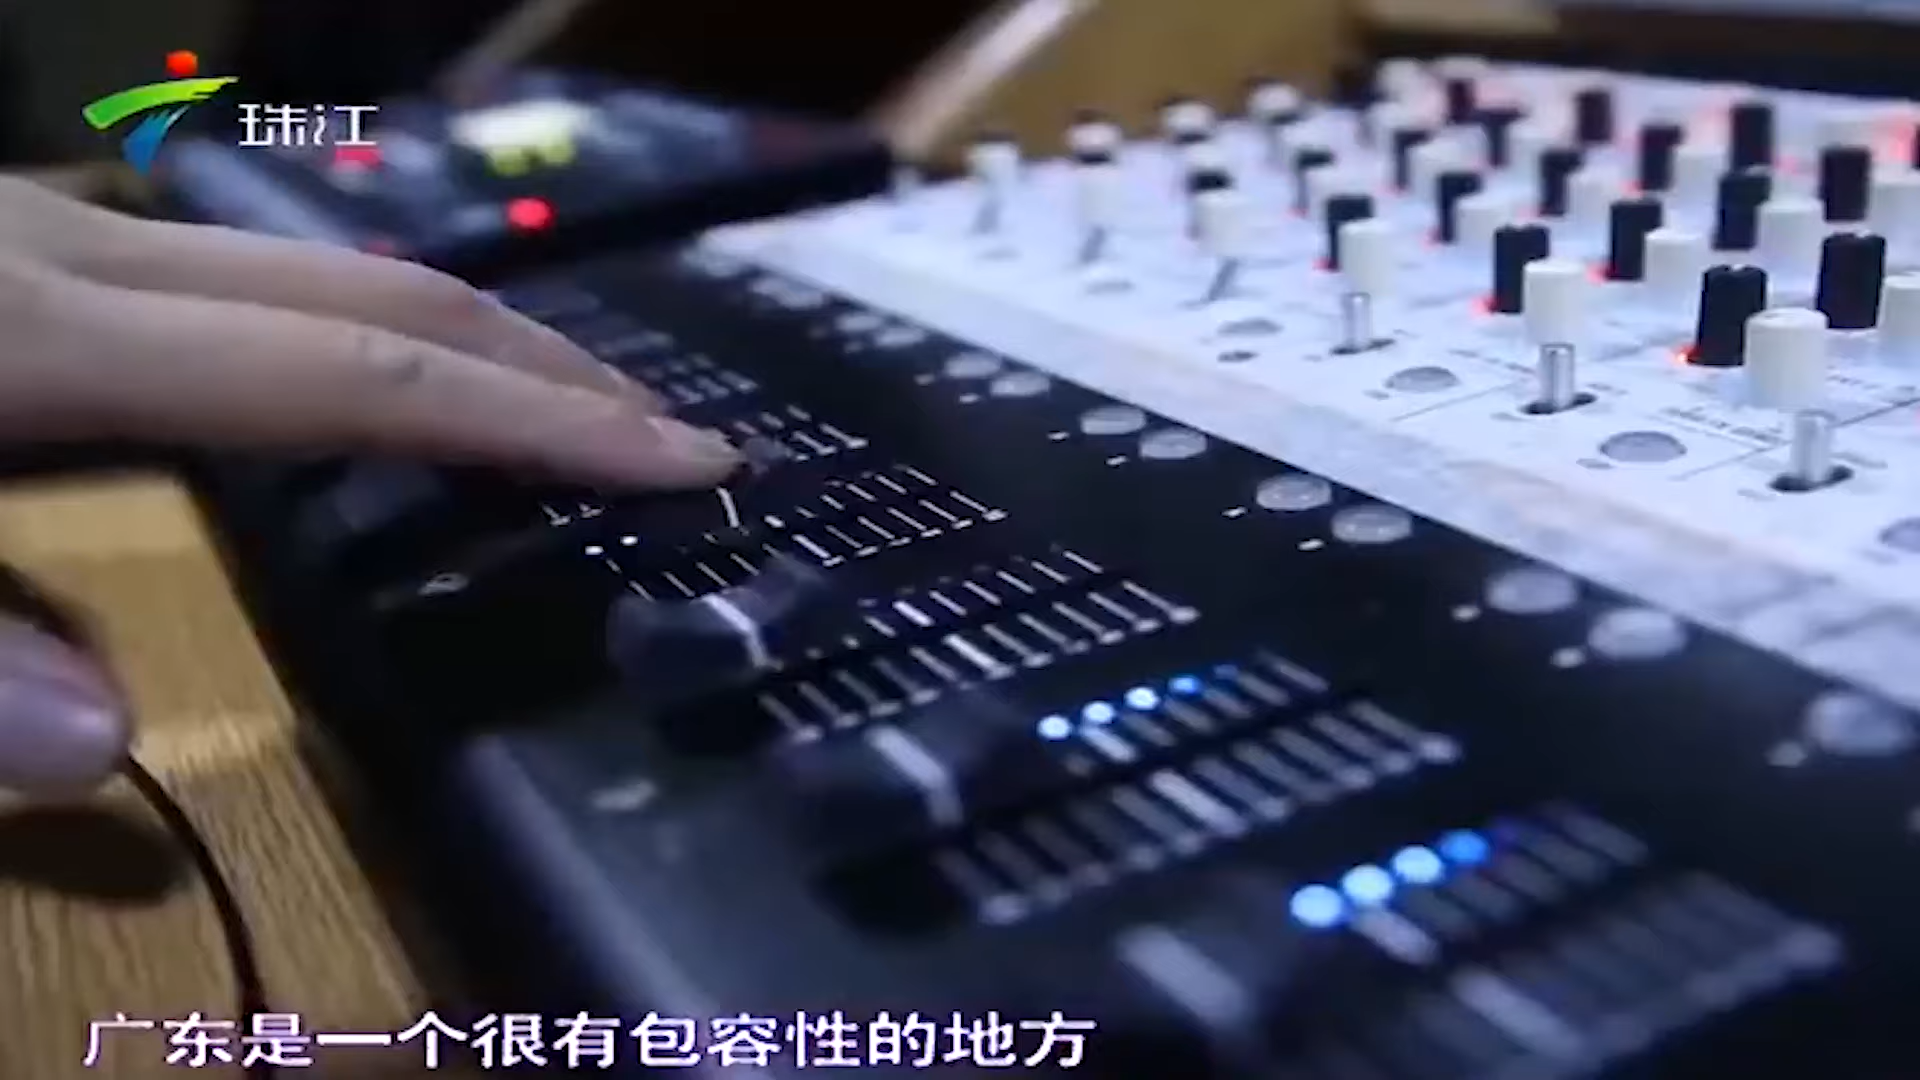 珠江
广东是一个很有包容性的地方